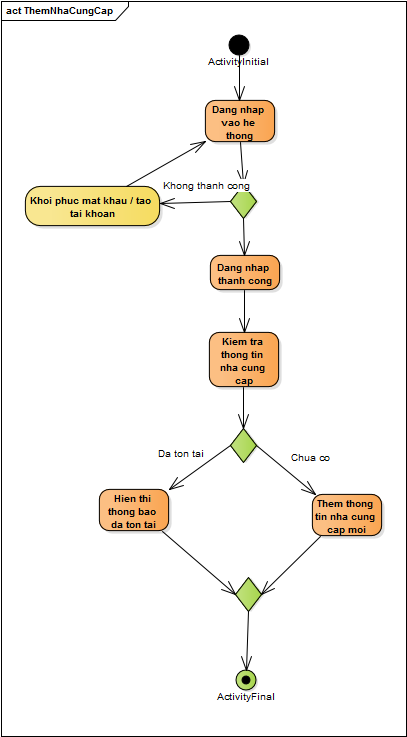 act ThemNhaCungCap
ActivityInitial
Dang nhap
vao he
thong
Khong thanh cong
Khoi phuc mat khau / tao
tai khoan
Dang nhap
thanh cong
Kiem tra
thong tin
nha cung
cap
Da ton tai
Chua co
Hien thi
thong bao
da ton tai
Them thong
tin nha cung
cap moi
ActivityFinal